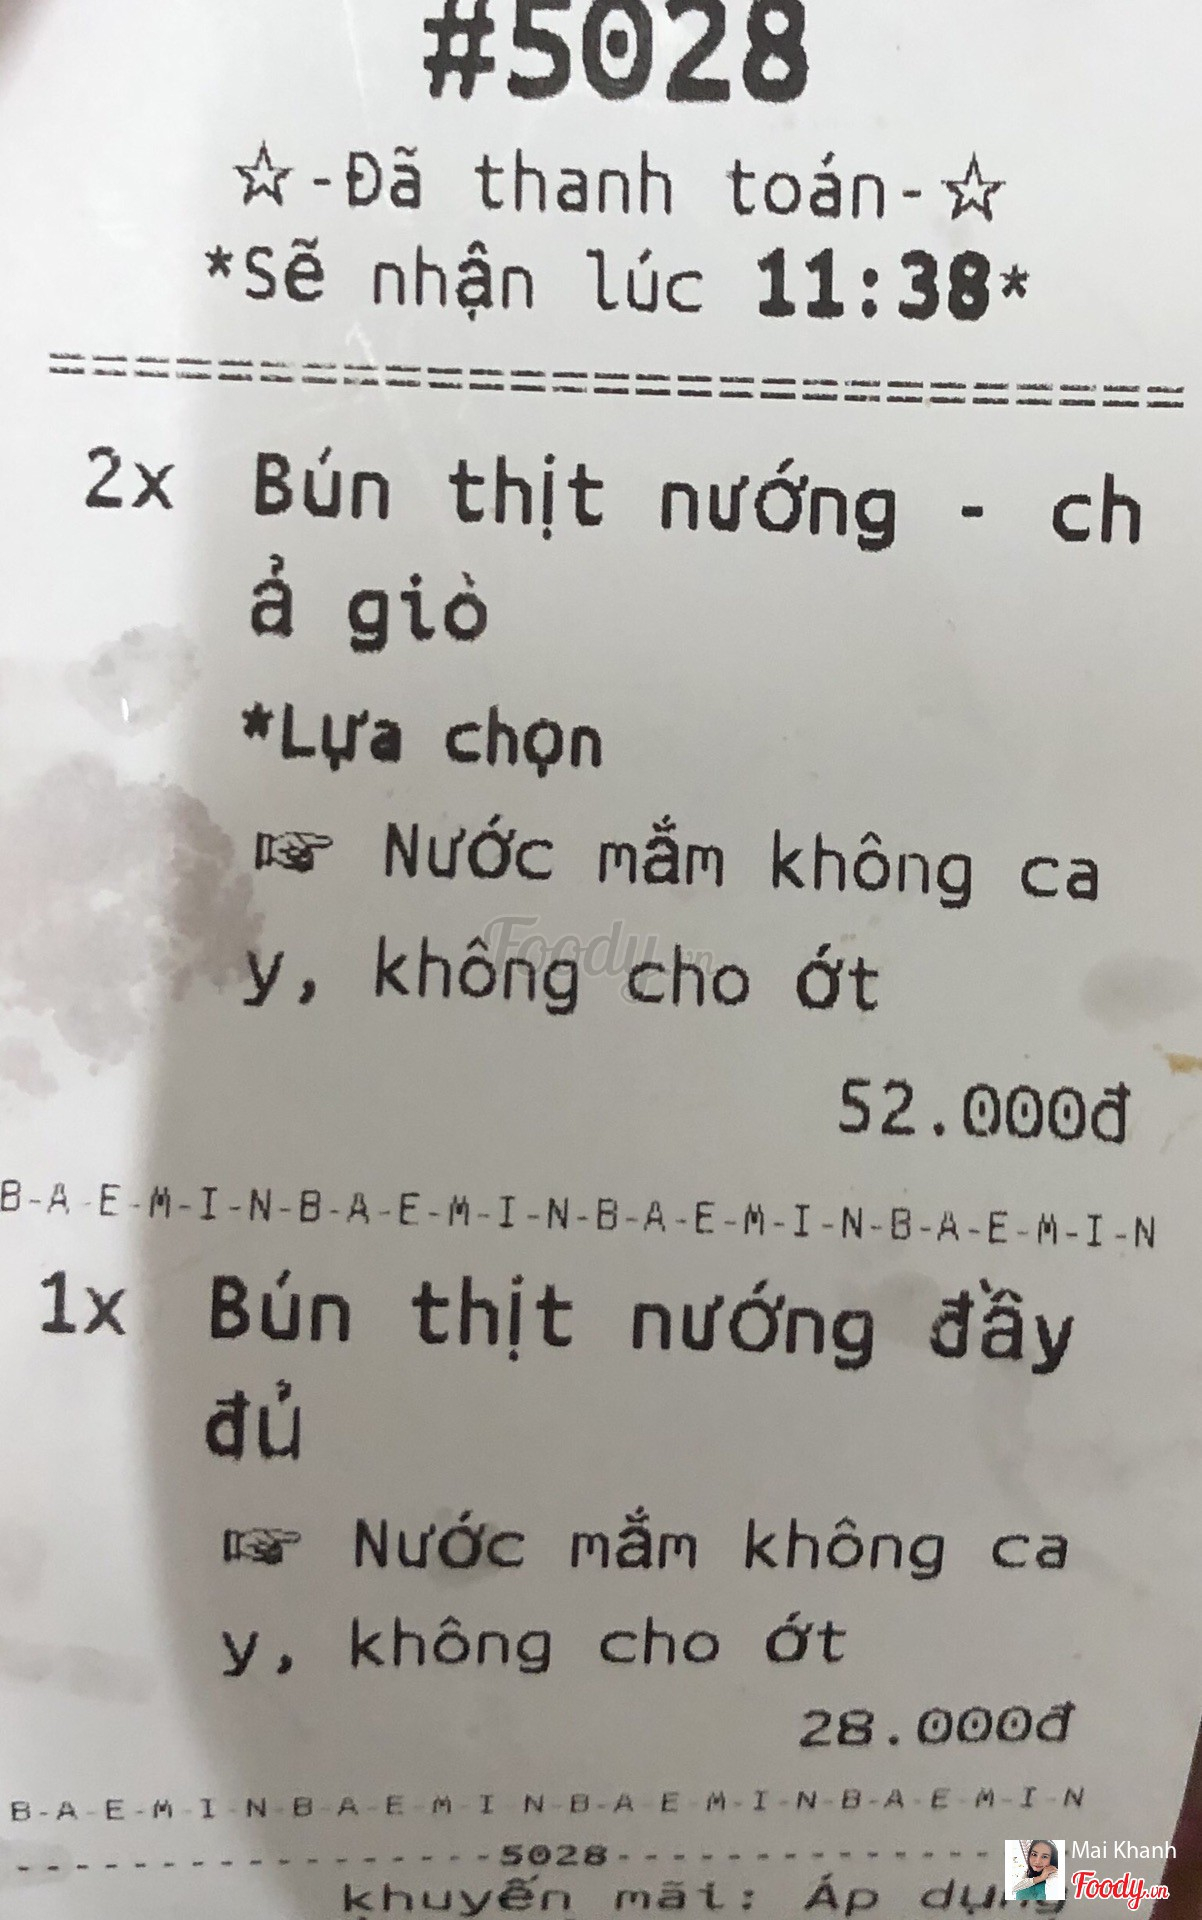 #5028
☆-Đã thanh toán-☆
*Sẽ nhận lúc 11:38*
===========================
2x Bún thịt nướng - ch
ả giò
*Lựa chọn
☞ Nước mắm không ca
y, không cho ớt
Foody.vn
52.000đ
B-A-E-M-I-N-B-A-E-M-I-N-B-A-E-M-I-N-B-A-E-M-I-N
1x Bún thịt nướng đầy
đủ
☞ Nước mắm không ca
y, không cho ớt
28.000đ
B-A-E-M-I-N-B-A-E-M-I-N-B-A-E-M-I-N-B-A-E-M-I-N
------------------5028---------------
Mai Khanh
Foody.vn
khuyến mãi: Áp dụng